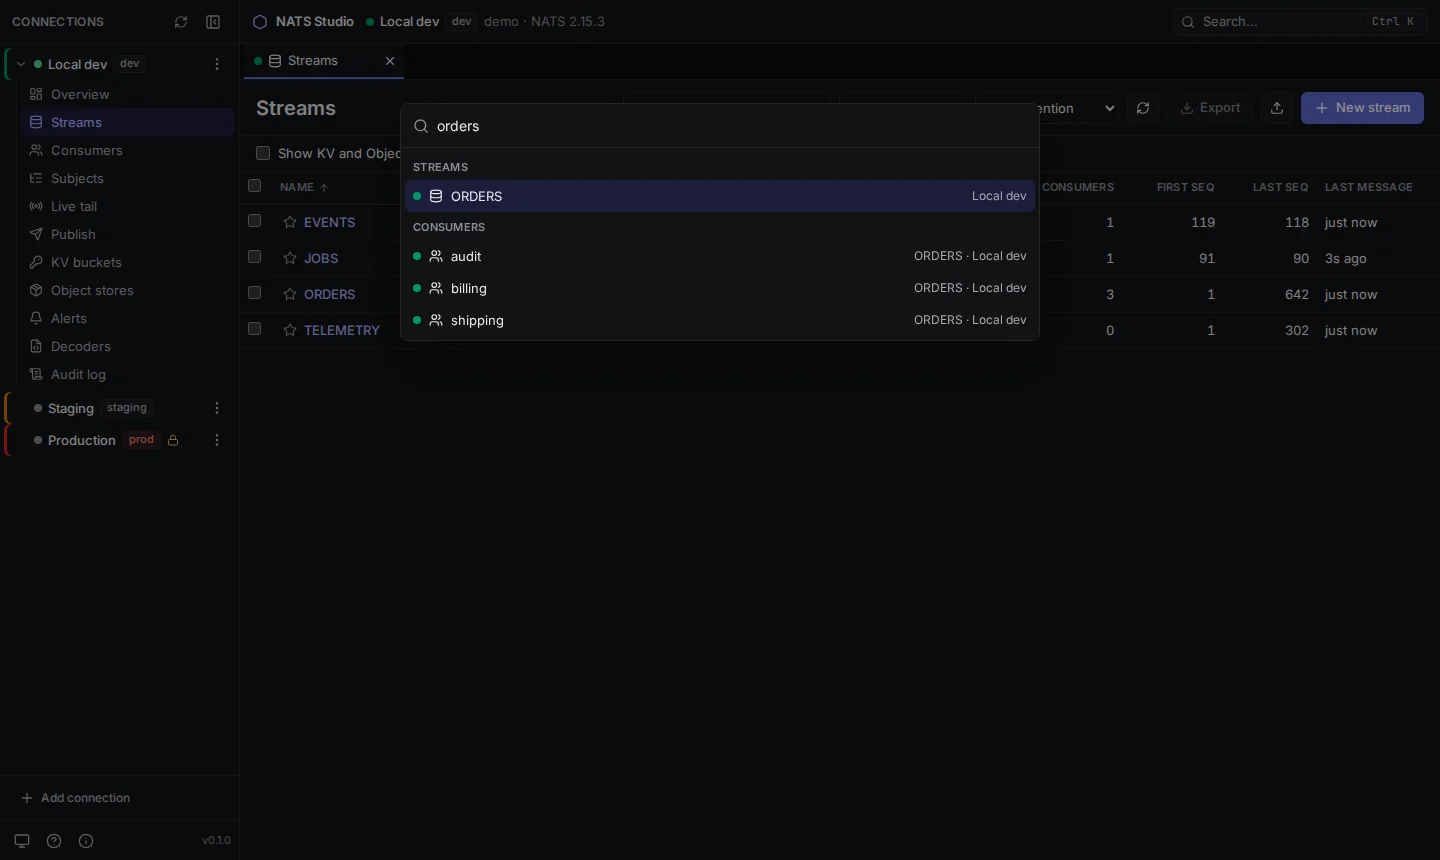 CONNECTIONS
NATS Studio Local dev dev demo · NATS 2.15.3
Search... Ctrl K
Local dev dev
Overview
Streams
Consumers
Subjects
Live tail
Publish
KV buckets
Object stores
Alerts
Decoders
Audit log
Staging staging
Production prod
Add connection
v0.1.0
Streams
Streams
Export
New stream
Show KV and Objec
orders
STREAMS
ORDERS Local dev
CONSUMERS
audit ORDERS · Local dev
billing ORDERS · Local dev
shipping ORDERS · Local dev
NAME CONSUMERS FIRST SEQ LAST SEQ LAST MESSAGE
EVENTS 1 119 118 just now
JOBS 1 91 90 3s ago
ORDERS 3 1 642 just now
TELEMETRY 0 1 302 just now